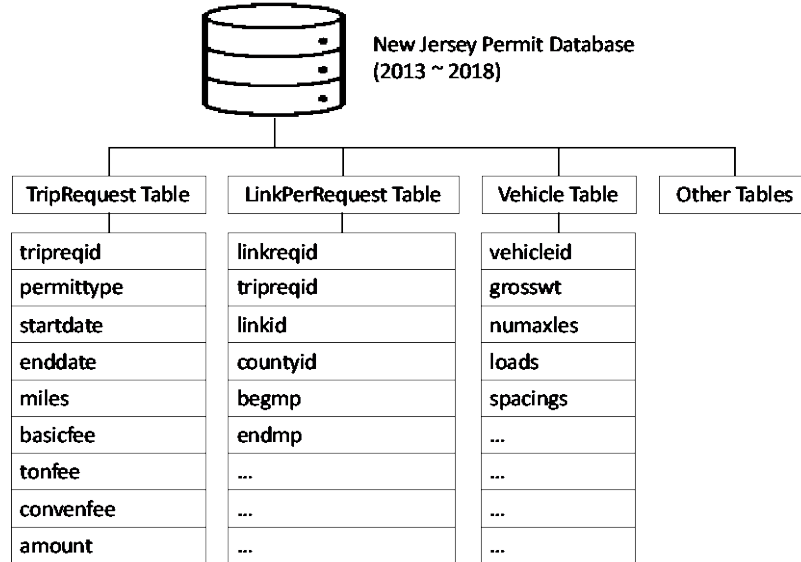 New Jersey Permit Database
(2013 ~ 2018)
TripRequest Table
tripreqid
permittype
startdate
enddate
miles
basicfee
tonfee
convenfee
amount
LinkPerRequest Table
linkreqid
tripreqid
linkid
countyid
begmp
endmp
...
...
...
Vehicle Table
vehicleid
grosswt
numaxles
loads
spacings
...
...
...
...
Other Tables